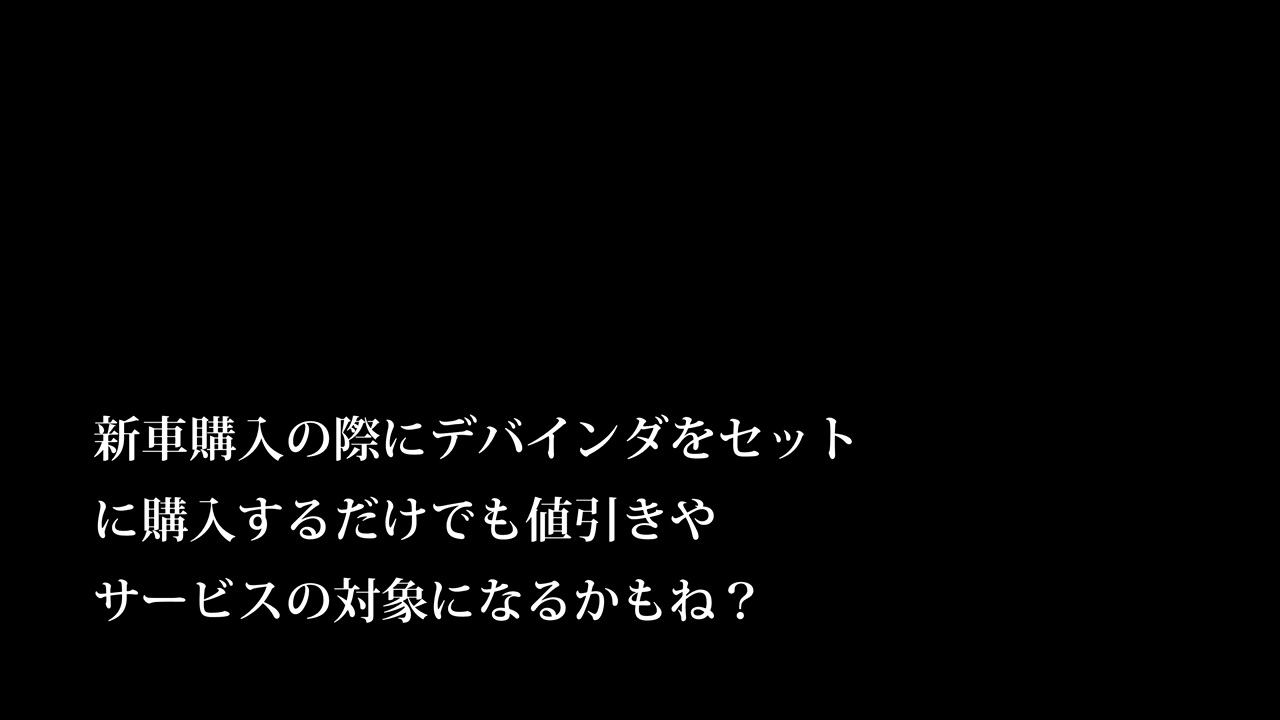 新車購入の際にデバインダをセット
に購入するだけでも値引きや
サービスの対象になるかもね？